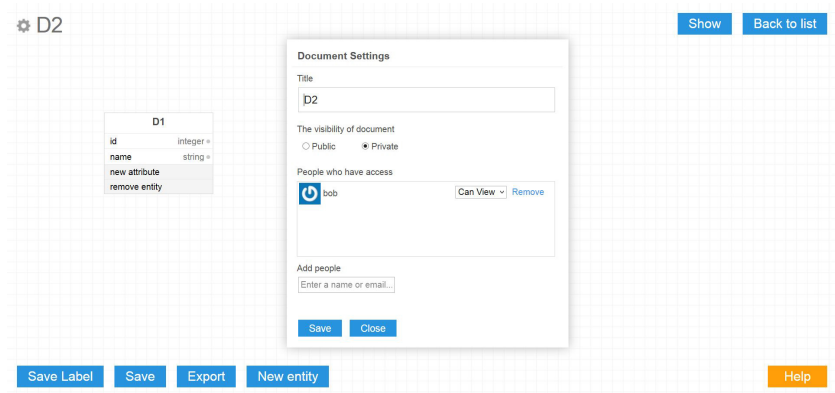 D2
Show
Back to list
Document Settings
Title
D2
The visibility of document
Public
Private
People who have access
bob
Can View
Remove
Add people
Enter a name or email...
Save
Close
D1
id integer
name string
new attribute
remove entity
Save Label
Save
Export
New entity
Help